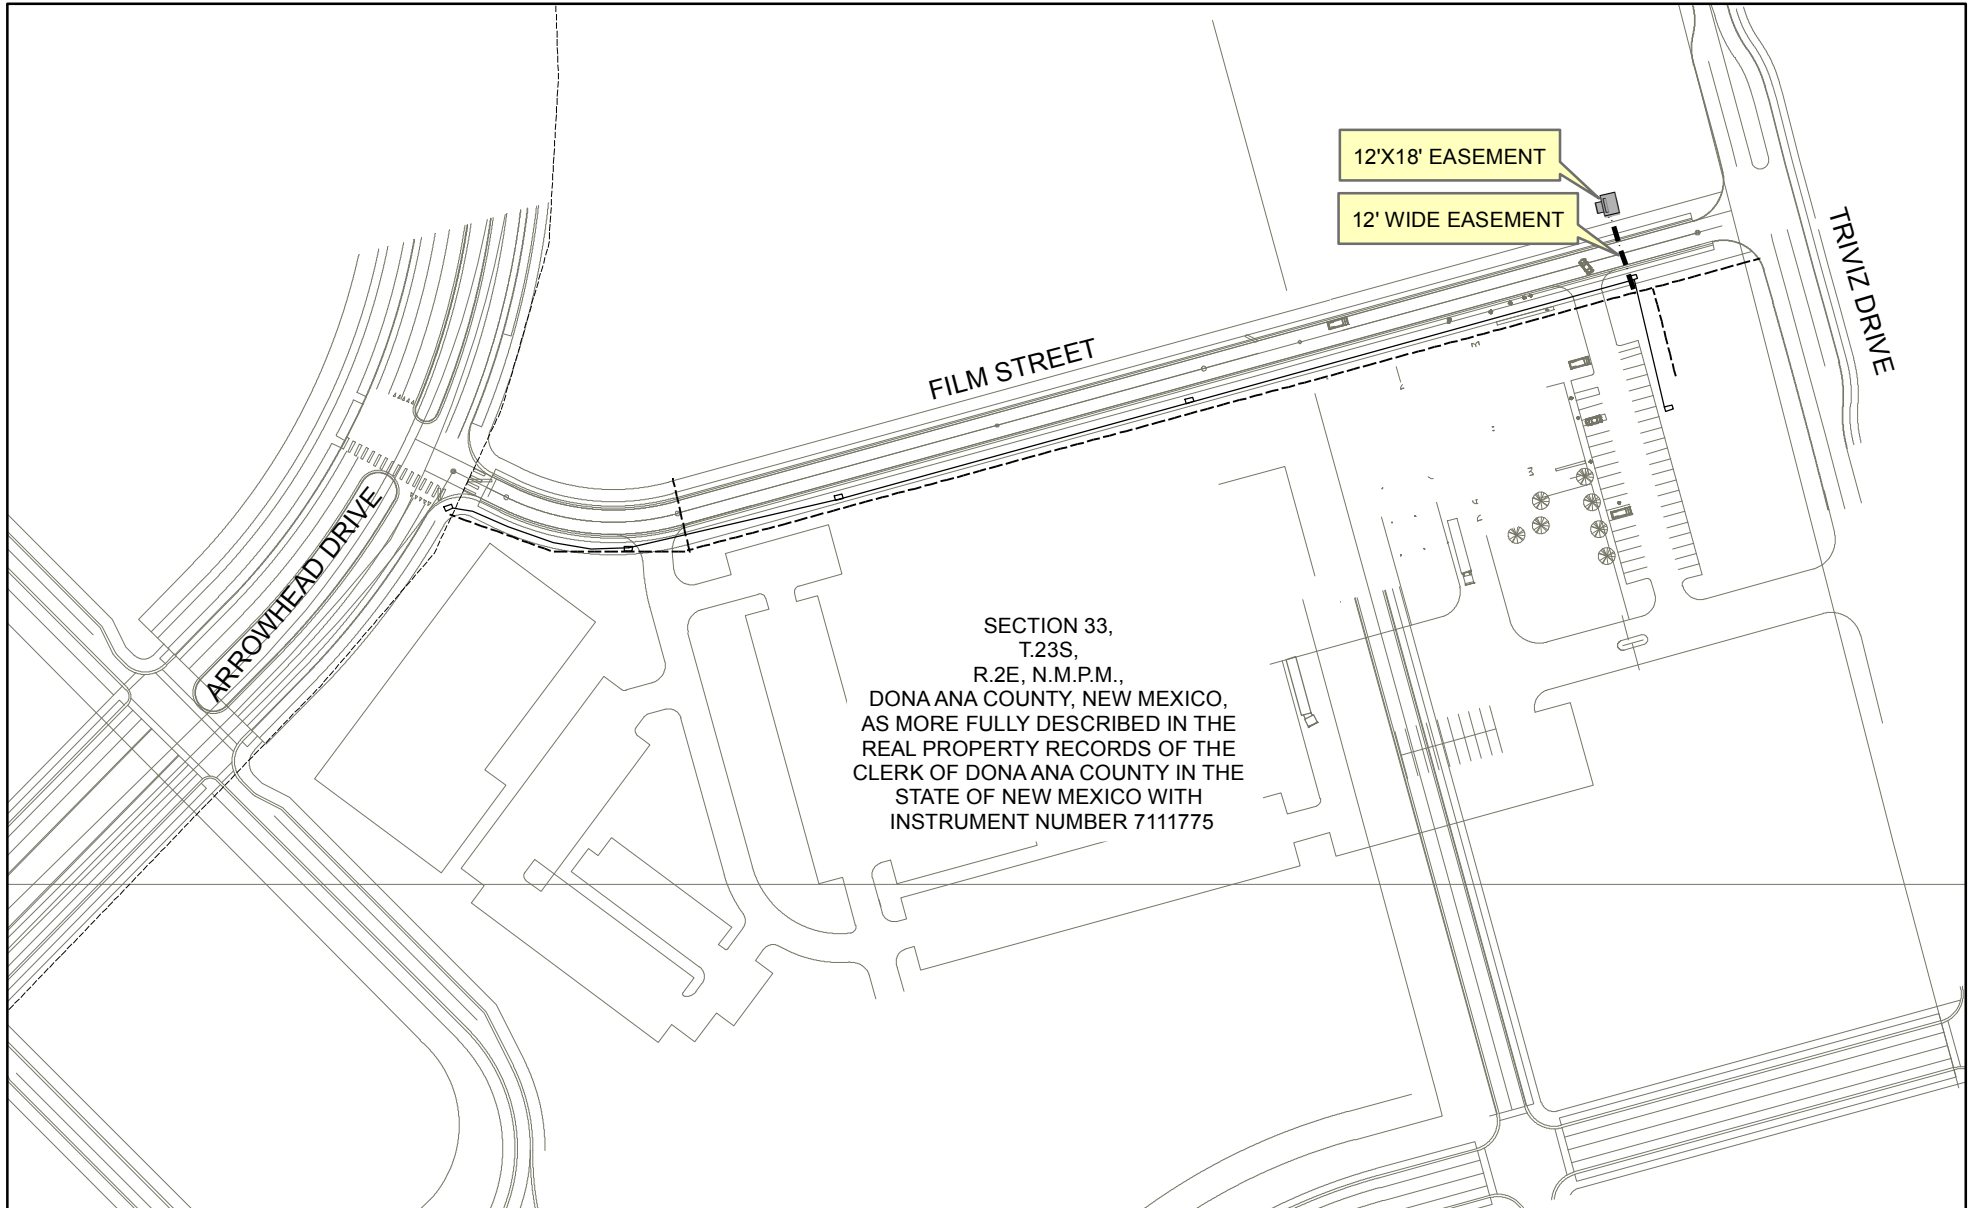 12'X18' EASEMENT
12' WIDE EASEMENT
TRIVIZ DRIVE
FILM STREET
ARROWHEAD DRIVE
SECTION 33,
T.23S,
R.2E, N.M.P.M.,
DONA ANA COUNTY, NEW MEXICO,
AS MORE FULLY DESCRIBED IN THE
REAL PROPERTY RECORDS OF THE
CLERK OF DONA ANA COUNTY IN THE
STATE OF NEW MEXICO WITH
INSTRUMENT NUMBER 7111775